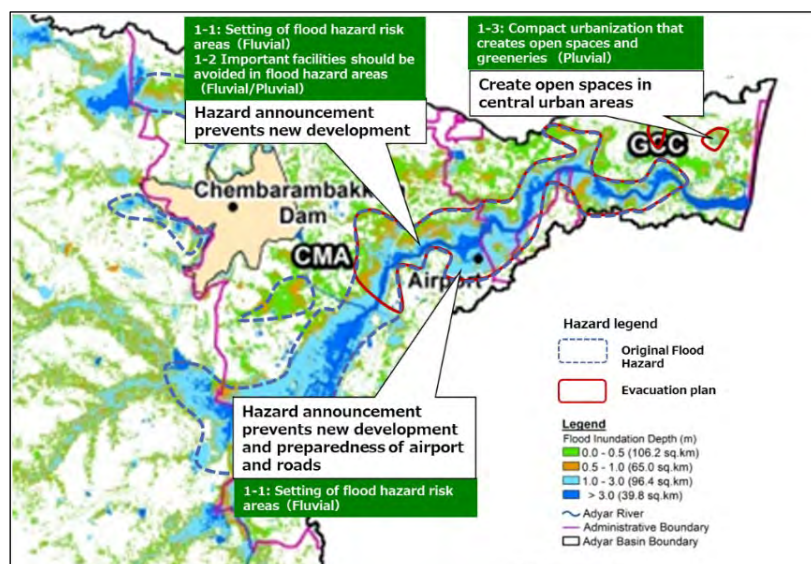 1-1: Setting of flood hazard risk
areas (Fluvial)
1-2 Important facilities should be
avoided in flood hazard areas
(Fluvial/Pluvial)
Hazard announcement
prevents new development
1-3: Compact urbanization that
creates open spaces and
greeneries (Pluvial)
Create open spaces in
central urban areas
GCC
Chembarambakkam
Dam
CMA
Airport
Hazard announcement
prevents new development
and preparedness of airport
and roads
1-1: Setting of flood hazard risk
areas (Fluvial)
Hazard legend
Original Flood
Hazard
Evacuation plan
Legend
Flood Inundation Depth (m)
0.0 - 0.5 (106.2 sq.km)
0.5 - 1.0 (65.0 sq.km)
1.0 - 3.0 (96.4 sq.km)
> 3.0 (39.8 sq.km)
Adyar River
Administrative Boundary
Adyar Basin Boundary